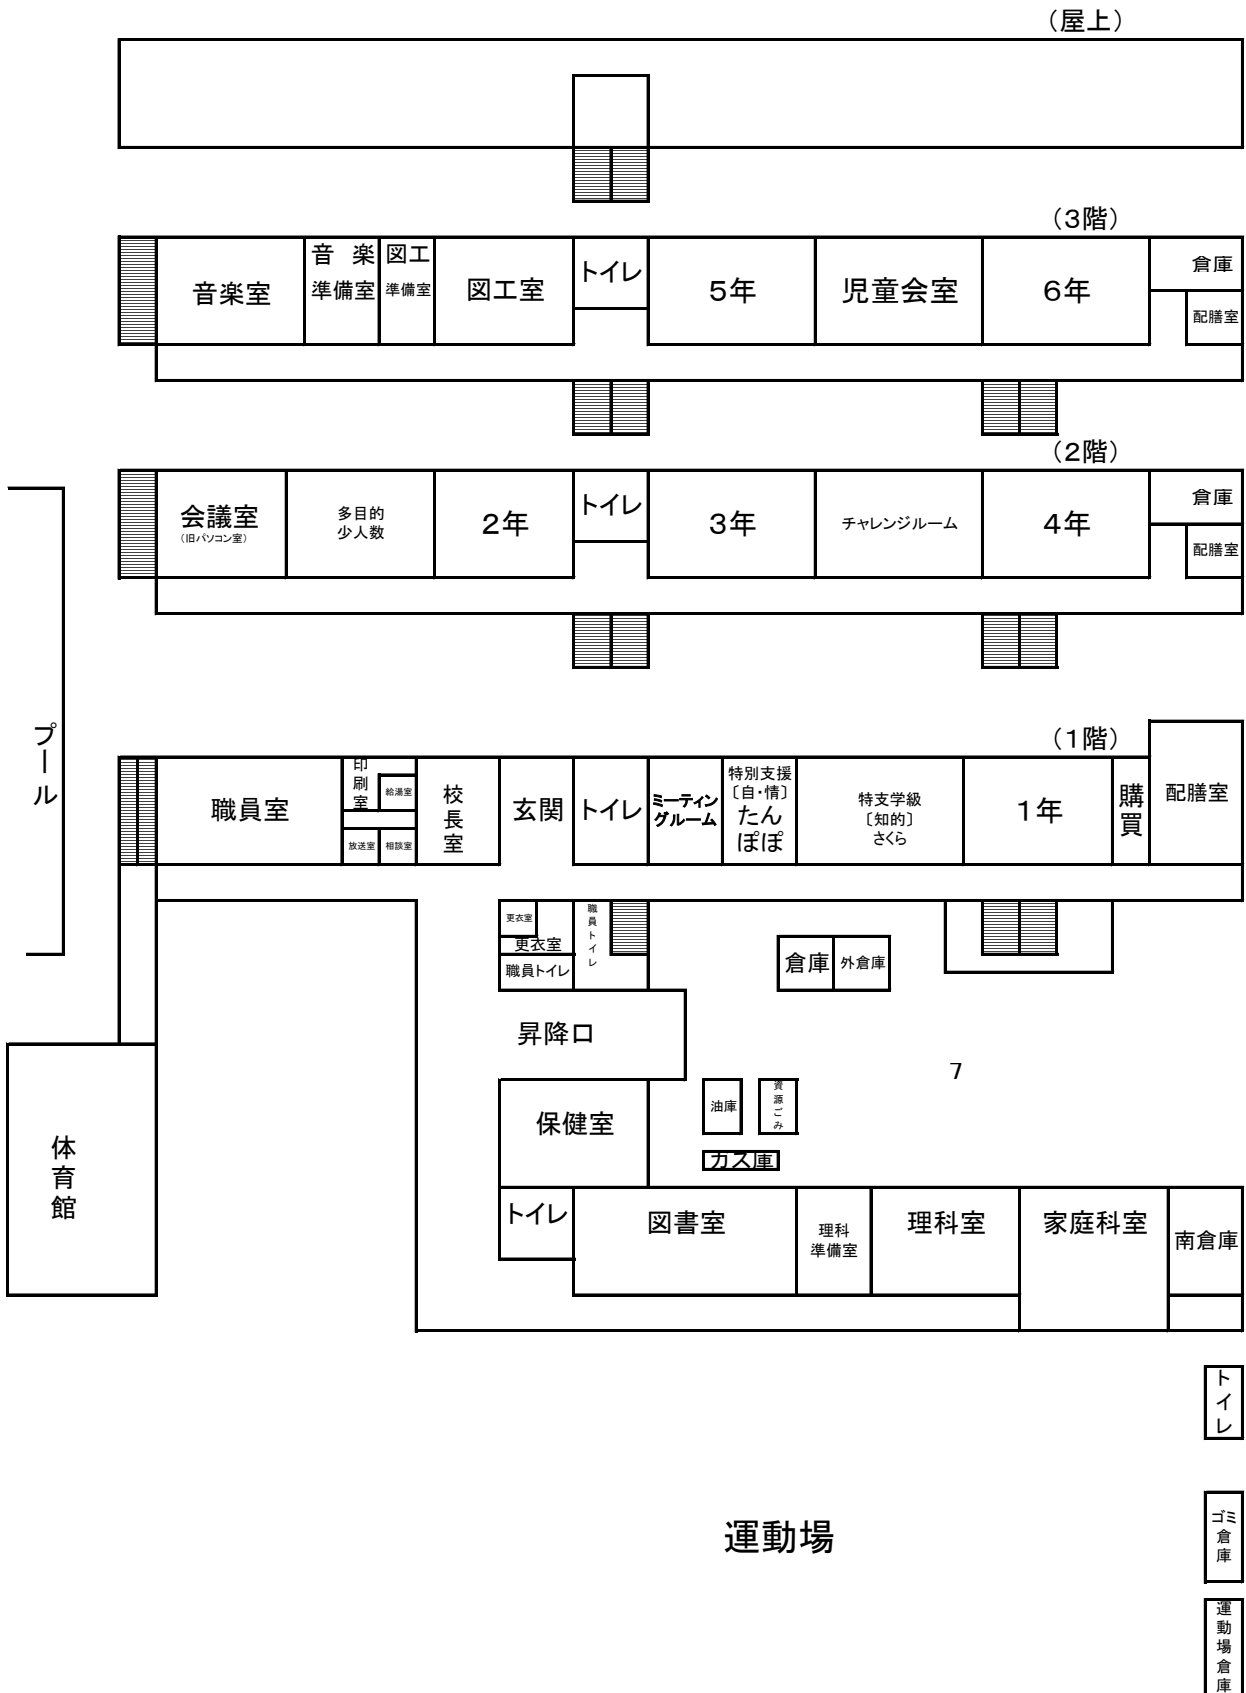 （屋上）
（３階）
音楽室
音　楽
準備室
図工
準備室
図工室
トイレ
５年
児童会室
６年
倉庫
配膳室
（２階）
会議室
（旧パソコン室）
多目的
少人数
２年
トイレ
３年
チャレンジルーム
４年
倉庫
配膳室
プール
（１階）
職員室
印刷室
給湯室
放送室
相談室
校長室
玄関
トイレ
ミーティン
グルーム
特別支援
〔自・情〕
たん
ぽぽ
特支学級
〔知的〕
さくら
１年
購買
配膳室
更衣室
更衣室
職員トイレ
職員トイレ
倉庫
外倉庫
昇降口
7
保健室
油庫
資源ごみ
ガス庫
体育館
トイレ
図書室
理科
準備室
理科室
家庭科室
南倉庫
トイレ
運動場
ゴミ
倉庫
運動場倉庫